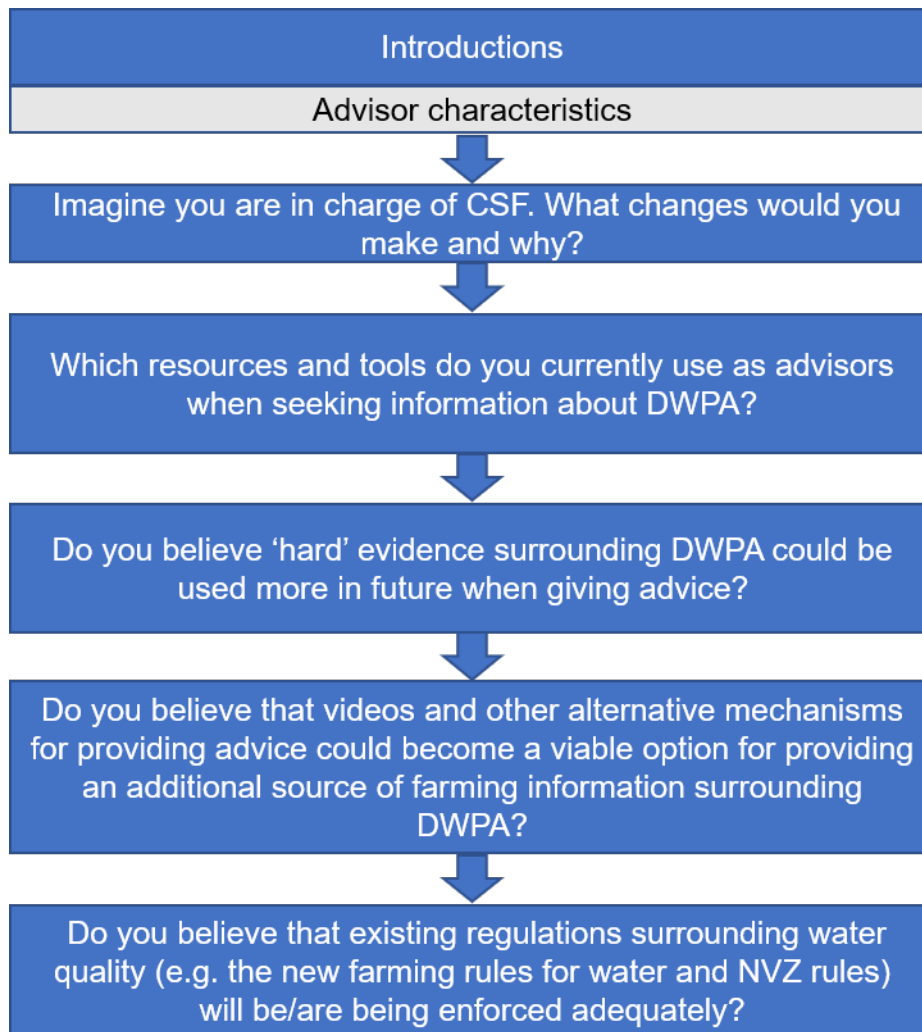 Introductions
Advisor characteristics
Imagine you are in charge of CSF. What changes would you
make and why?
Which resources and tools do you currently use as advisors
when seeking information about DWPA?
Do you believe ‘hard’ evidence surrounding DWPA could be
used more in future when giving advice?
Do you believe that videos and other alternative mechanisms
for providing advice could become a viable option for providing
an additional source of farming information surrounding
DWPA?
Do you believe that existing regulations surrounding water
quality (e.g. the new farming rules for water and NVZ rules)
will be/are being enforced adequately?